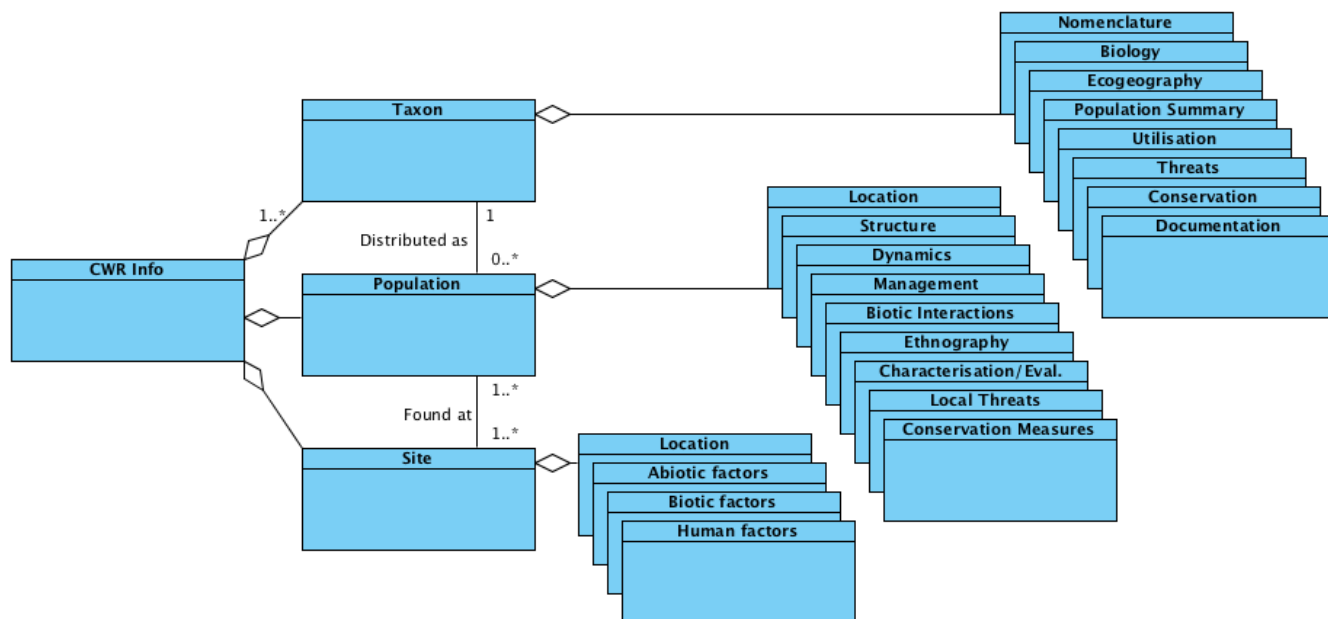 Nomenclature
Biology
Ecogeography
Population Summary
Utilisation
Threats
Conservation
Documentation
Taxon
1..*
1
Distributed as
0..*
CWR Info
Population
Location
Structure
Dynamics
Management
Biotic Interactions
Ethnography
Characterisation/Eval.
Local Threats
Conservation Measures
1..*
Found at
1..*
Site
Location
Abiotic factors
Biotic factors
Human factors